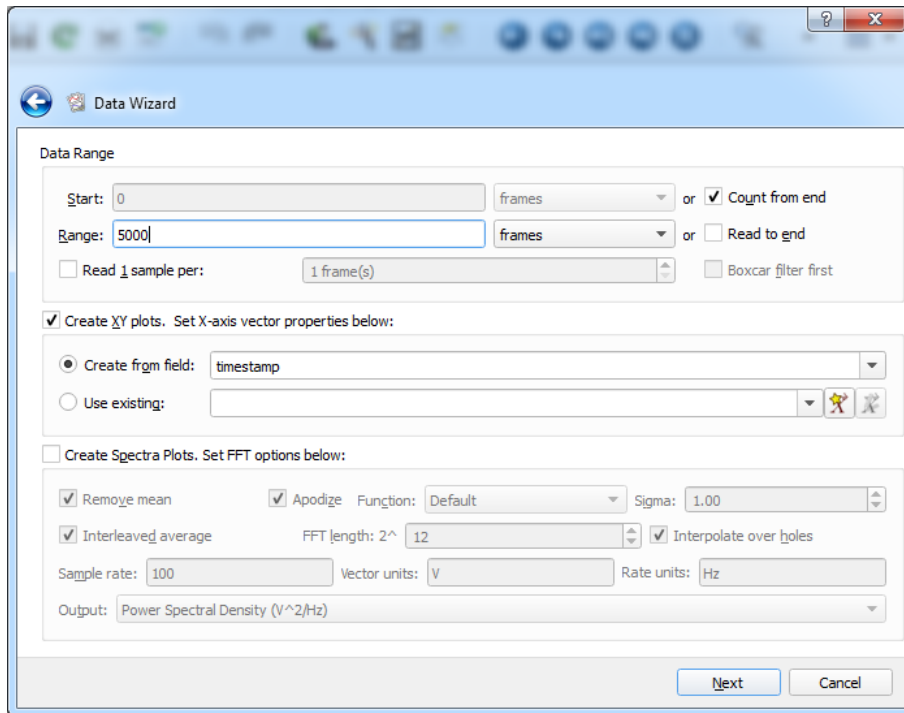 Data Wizard
Data Range
Start: 0 frames or Count from end
Range: 5000 frames or Read to end
Read 1 sample per: 1 frame(s) Boxcar filter first
Create XY plots. Set X-axis vector properties below:
Create from field: timestamp
Use existing:
Create Spectra Plots. Set FFT options below:
Remove mean Apodize Function: Default Sigma: 1.00
Interleaved average FFT length: 2^ 12 Interpolate over holes
Sample rate: 100 Vector units: V Rate units: Hz
Output: Power Spectral Density (V^2/Hz)
Next Cancel